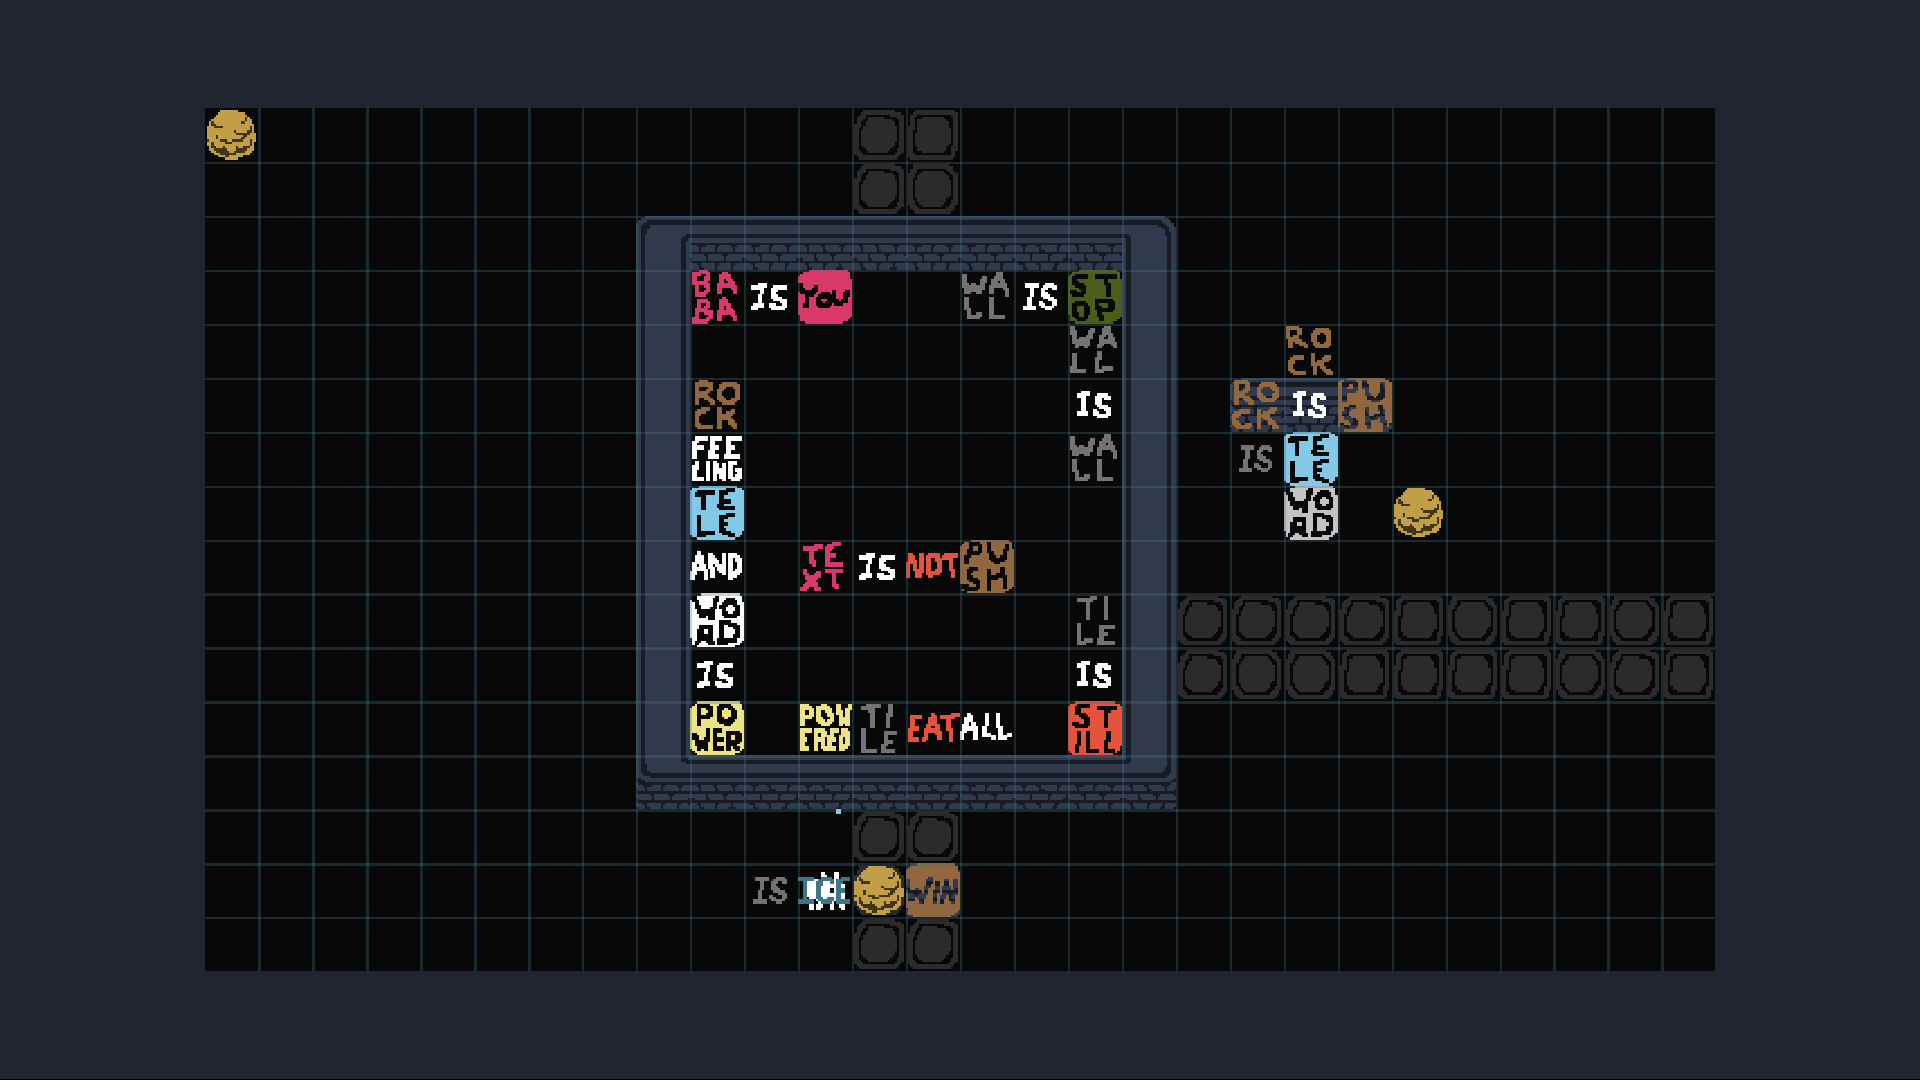 BABA IS YOU WALL IS STOP
WALL
ROCK
ROCK IS ROCK IS PUSH
FEELING WALL IS TELE
TELE WORD
AND TEXT IS NOT PUSH
WORD TILE
IS IS
POWER POWERED TILE EAT ALL STILL
IS ICE WIN